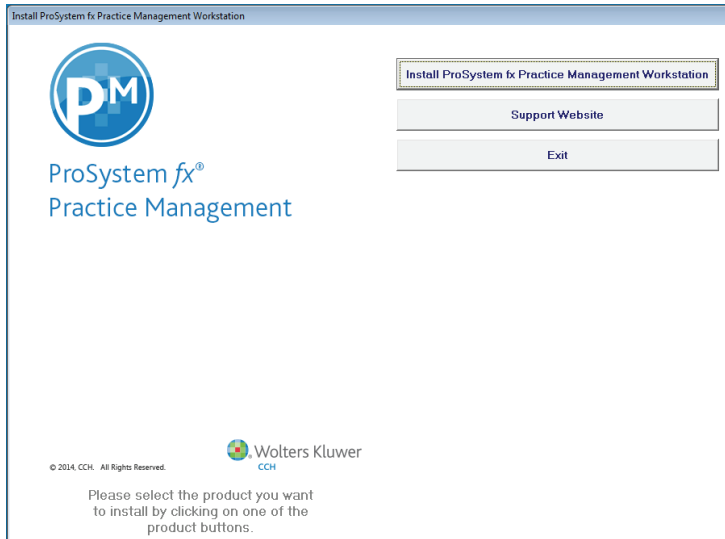 Install ProSystem fx Practice Management Workstation
PM
Install ProSystem fx Practice Management Workstation
Support Website
Exit
ProSystem fx®
Practice Management
Wolters Kluwer
CCH
© 2014, CCH. All Rights Reserved.
Please select the product you want
to install by clicking on one of the
product buttons.